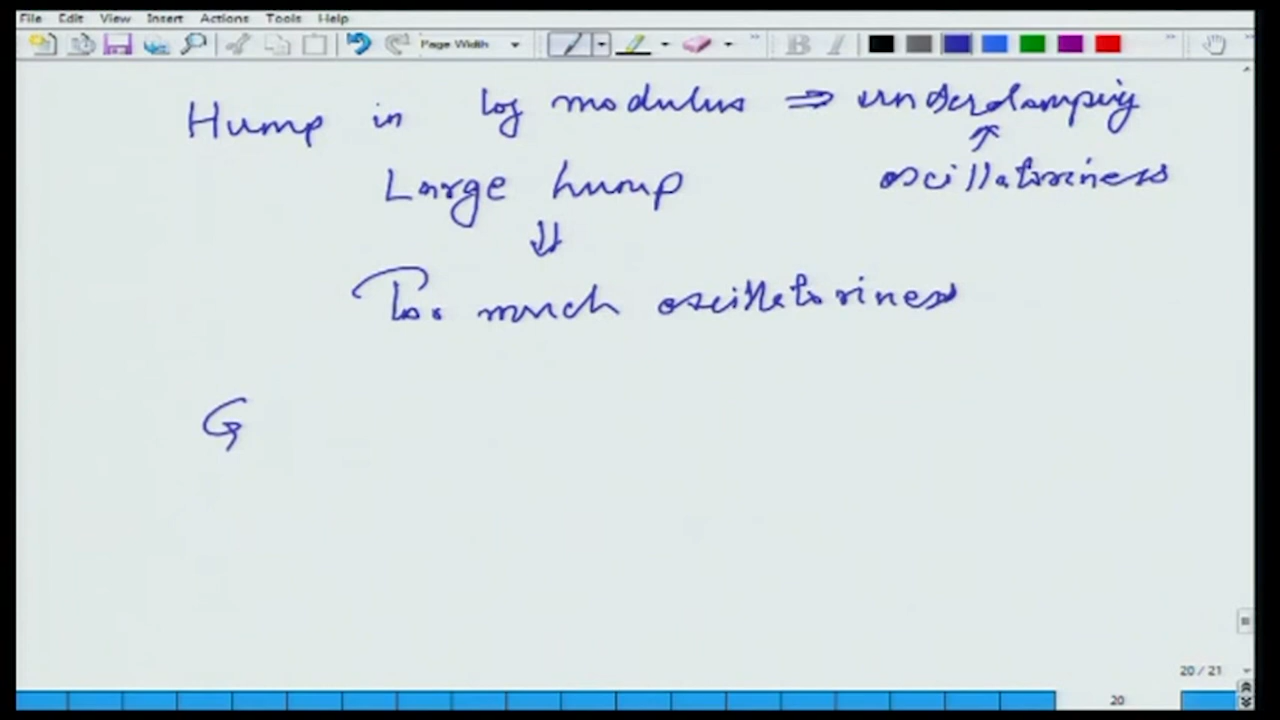 File Edit View Insert Actions Tools Help
Page Width
Hump in log modulus ⇒ underdamping
↑
Large hump oscillatoriness
⇓
Too much oscillatoriness
G
20 / 21
20